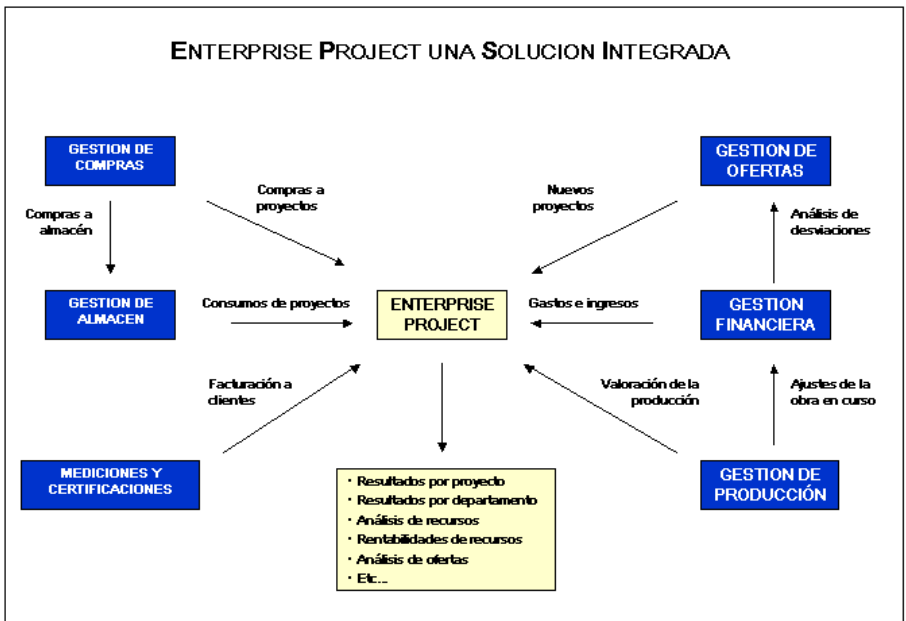 ENTERPRISE PROJECT UNA SOLUCION INTEGRADA
GESTION DE
COMPRAS
GESTION DE
OFERTAS
Compras a
proyectos
Nuevos
proyectos
Compras a
almacén
Análisis de
desviaciones
GESTION DE
ALMACEN
Consumos de proyectos
ENTERPRISE
PROJECT
Gastos e ingresos
GESTION
FINANCIERA
Facturación a
clientes
Valoración de la
producción
Ajustes de la
obra en curso
MEDICIONES Y
CERTIFICACIONES
GESTION DE
PRODUCCIÓN
· Resultados por proyecto
· Resultados por departamento
· Análisis de recursos
· Rentabilidades de recursos
· Análisis de ofertas
· Etc...